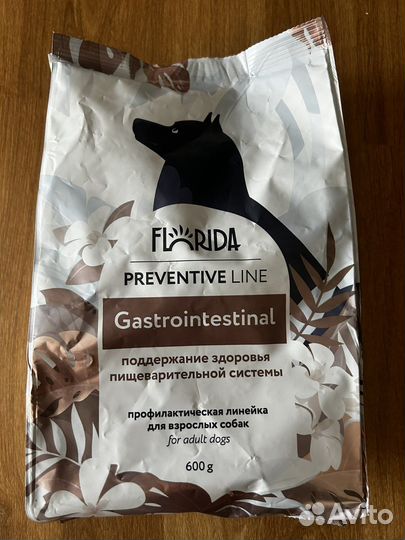 FLORIDA
PREVENTIVE LINE
Gastrointestinal
поддержание здоровья
пищеварительной системы
профилактическая линейка
для взрослых собак
for adult dogs
600 g
Avito